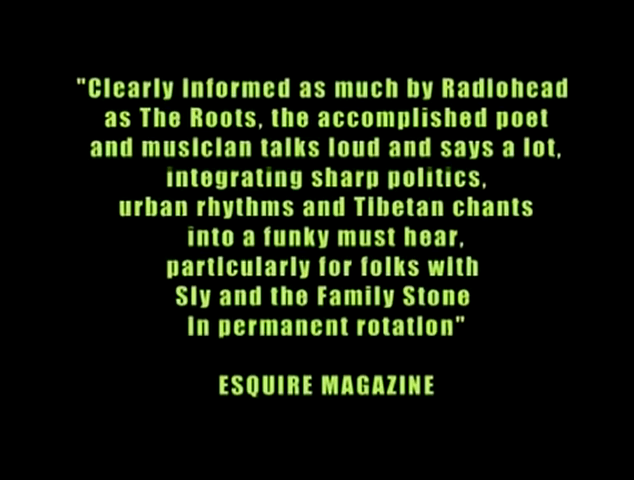 "Clearly Informed as much by Radiohead
as The Roots, the accomplished poet
and musician talks loud and says a lot,
integrating sharp politics,
urban rhythms and Tibetan chants
into a funky must hear,
particularly for folks with
Sly and the Family Stone
in permanent rotation"
ESQUIRE MAGAZINE